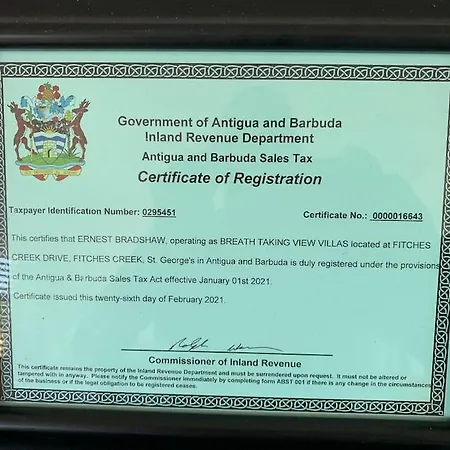 Government of Antigua and Barbuda
Inland Revenue Department
Antigua and Barbuda Sales Tax
Certificate of Registration
Taxpayer Identification Number: 0295451 Certificate No.: 0000016643
This certifies that ERNEST BRADSHAW, operating as BREATH TAKING VIEW VILLAS located at FITCHES
CREEK DRIVE, FITCHES CREEK, St. George's in Antigua and Barbuda is duly registered under the provisions
of the Antigua & Barbuda Sales Tax Act effective January 01st 2021.
Certificate issued this twenty-sixth day of February 2021.
Commissioner of Inland Revenue
This certificate remains the property of the Inland Revenue Department and must be surrendered upon request. It must not be altered or
tampered with in anyway. Please notify the Commissioner immediately by completing form ABST 001 if there is any change in the circumstances
of the business or if the legal obligation to be registered ceases.